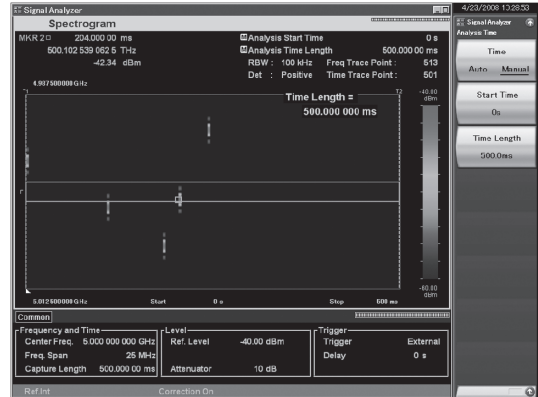 Signal Analyzer
4/23/2008 13:28:53
Spectrogram
MKR 2 204.000 00 ms
500.102 539 062 5 THz
-42.34 dBm
Analysis Start Time 0 s
Analysis Time Length 500.000 00 ms
RBW : 100 kHz Freq Trace Point : 513
Det : Positive Time Trace Point : 501
4.987500000GHz
T2
-40.00
dBm
Time Length =
500.000 000 ms
-60.00
dBm
5.012500000GHz Start 0 s Stop 500 ms
Common
Frequency and Time
Center Freq. 5.000 000 000 GHz
Freq. Span 25 MHz
Capture Length 500.000 00 ms
Level
Ref. Level -40.00 dBm
Attenuator 10 dB
Trigger
Trigger External
Delay 0 s
Ref.Int Correction On
Signal Analyzer
Analysis Time
Time
Auto Manual
Start Time
0s
Time Length
500.0ms